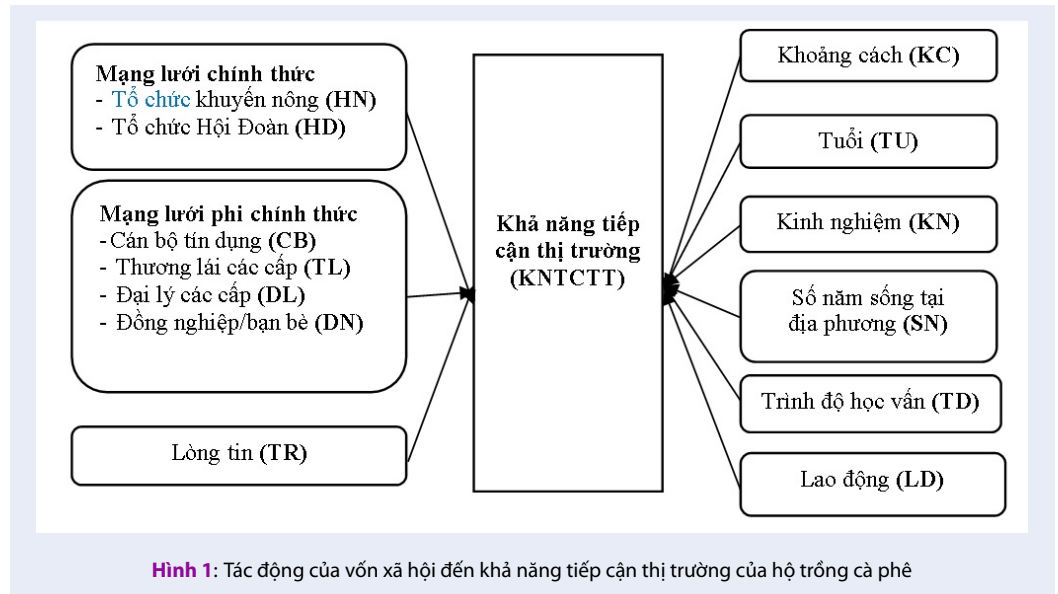 Mạng lưới chính thức
- Tổ chức khuyến nông (HN)
- Tổ chức Hội Đoàn (HD)
Mạng lưới phi chính thức
-Cán bộ tín dụng (CB)
- Thương lái các cấp (TL)
- Đại lý các cấp (DL)
- Đồng nghiệp/bạn bè (DN)
Lòng tin (TR)
Khả năng tiếp
cận thị trường
(KNTCTT)
Khoảng cách (KC)
Tuổi (TU)
Kinh nghiệm (KN)
Số năm sống tại
địa phương (SN)
Trình độ học vấn (TD)
Lao động (LD)
Hình 1: Tác động của vốn xã hội đến khả năng tiếp cận thị trường của hộ trồng cà phê